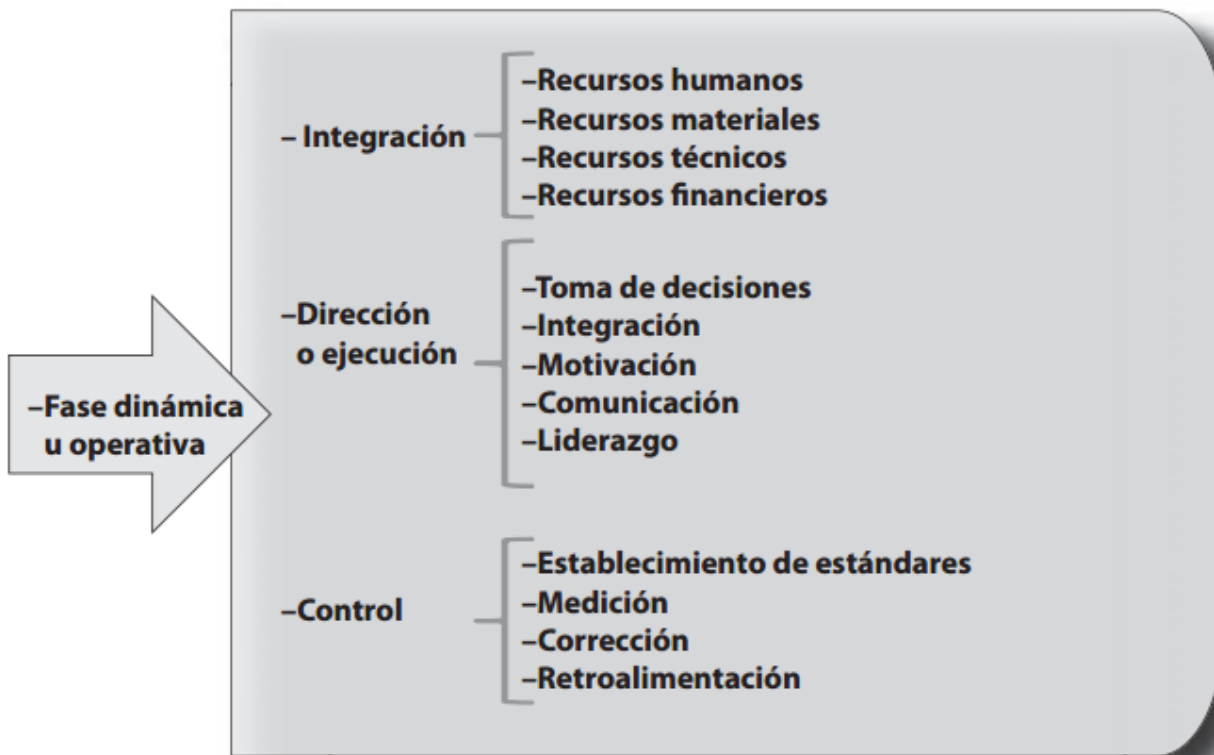 –Fase dinámica
u operativa
– Integración
–Recursos humanos
–Recursos materiales
–Recursos técnicos
–Recursos financieros
–Dirección
o ejecución
–Toma de decisiones
–Integración
–Motivación
–Comunicación
–Liderazgo
–Control
–Establecimiento de estándares
–Medición
–Corrección
–Retroalimentación